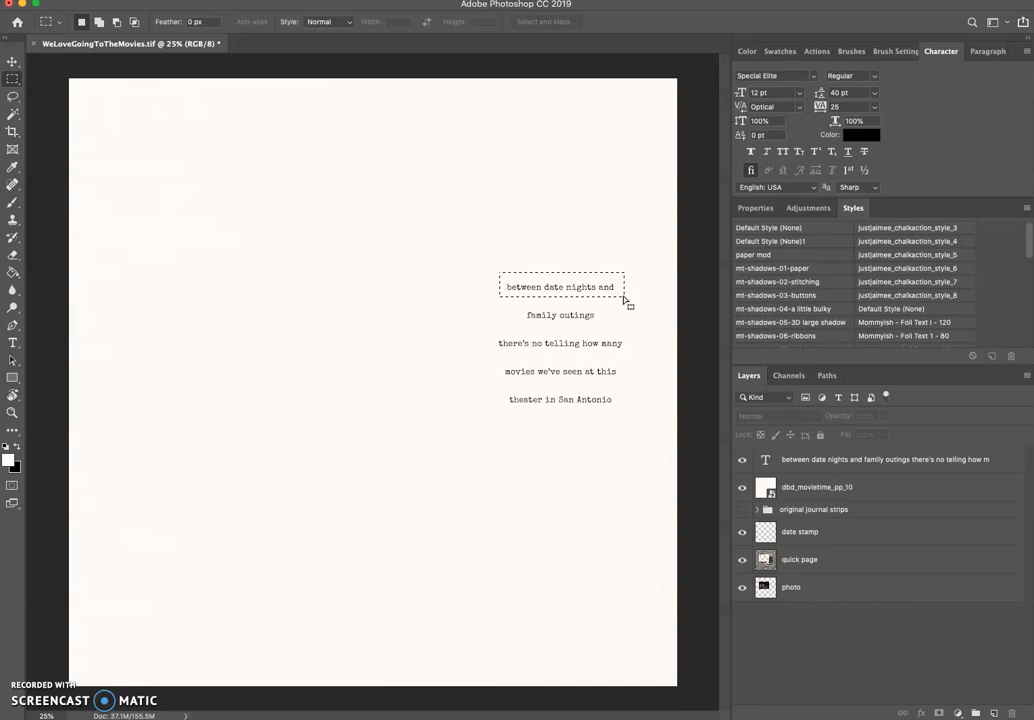 Adobe Photoshop CC 2019
Feather: 0 px
Anti-alias
Style: Normal
Width:
Height:
Select and Mask...
× WeLoveGoingToTheMovies.tif @ 25% (RGB/8) *
between date nights and
family outings
there's no telling how many
movies we've seen at this
theater in San Antonio
Color Swatches Actions Brushes Brush Setting Character Paragraph
Special Elite Regular
12 pt 40 pt
Optical 25
100% 100%
0 pt Color:
English: USA Sharp
Properties Adjustments Styles
Default Style (None) justjaimee_chalkaction_style_3
Default Style (None)1 justjaimee_chalkaction_style_4
paper mod justjaimee_chalkaction_style_5
mt-shadows-01-paper justjaimee_chalkaction_style_6
mt-shadows-02-stitching justjaimee_chalkaction_style_7
mt-shadows-03-buttons justjaimee_chalkaction_style_8
mt-shadows-04-a little bulky Default Style (None)
mt-shadows-05-3D large shadow Mommyish - Foil Text I - 120
mt-shadows-06-ribbons Mommyish - Foil Text I - 80
Layers Channels Paths
Kind
Normal Opacity: 100%
Lock: Fill: 100%
between date nights and family outings there's no telling how m
dbd_movietime_pp_10
original journal strips
date stamp
quick page
photo
RECORDED WITH
SCREENCAST MATIC
25% Doc: 37.1M/155.5M